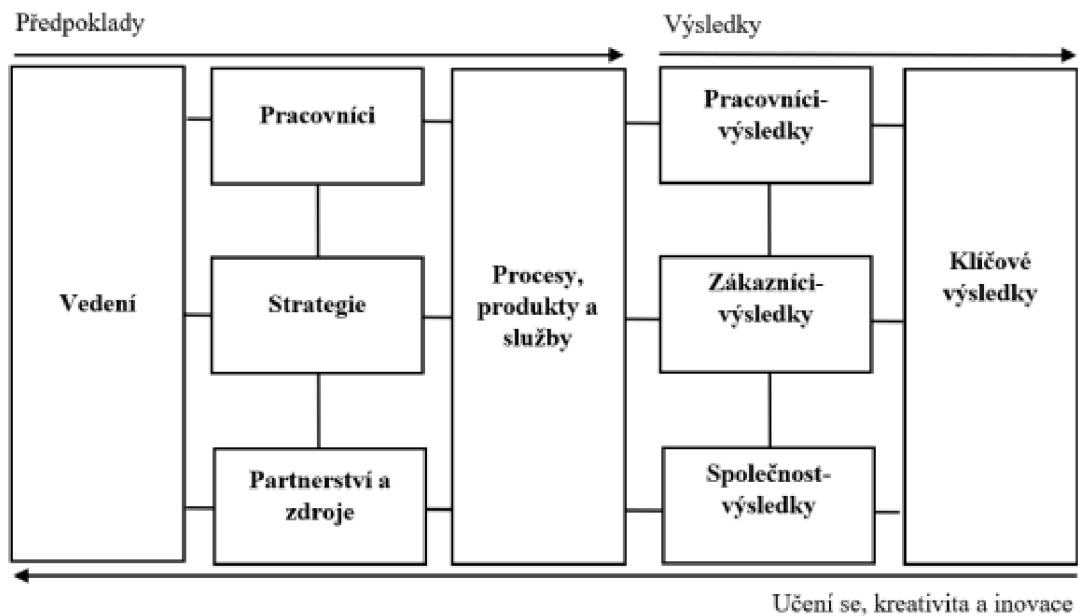 Předpoklady
Výsledky
Vedení
Pracovníci
Strategie
Partnerství a
zdroje
Procesy,
produkty a
služby
Pracovníci-
výsledky
Zákazníci-
výsledky
Společnost-
výsledky
Klíčové
výsledky
Učení se, kreativita a inovace